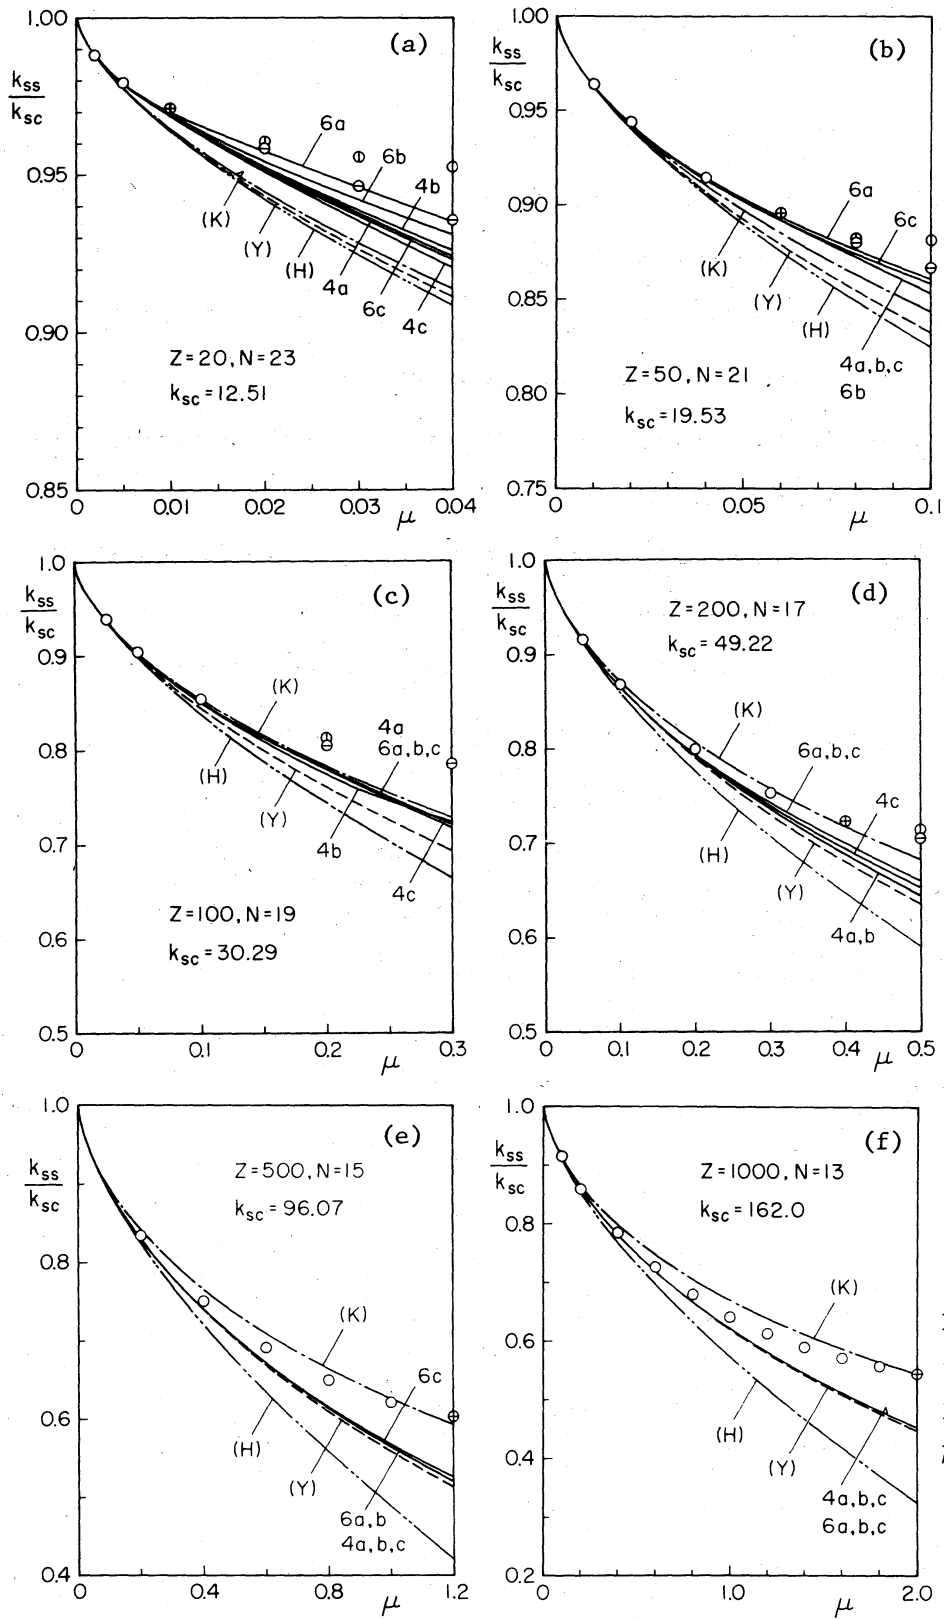 (a)
k_ss
k_sc
1.00
0.95
0.90
0.85
0
0.01
0.02
0.03
0.04
μ
6a
6b
4b
(K)
(Y)
(H)
4a
6c
4c
Z=20, N=23
k_sc = 12.51
(b)
k_ss
k_sc
1.00
0.95
0.90
0.85
0.80
0.75
0
0.05
0.1
μ
6a
6c
(K)
(Y)
(H)
4a,b,c
6b
Z=50, N=21
k_sc = 19.53
(c)
k_ss
k_sc
1.0
0.9
0.8
0.7
0.6
0.5
0
0.1
0.2
0.3
μ
(K)
4a
6a,b,c
(H)
(Y)
4b
4c
Z=100, N=19
k_sc = 30.29
(d)
k_ss
k_sc
1.0
0.9
0.8
0.7
0.6
0.5
0
0.1
0.2
0.3
0.4
0.5
μ
Z=200, N=17
k_sc = 49.22
(K)
6a,b,c
4c
(H)
(Y)
4a,b
(e)
k_ss
k_sc
1.0
0.8
0.6
0.4
0
0.4
0.8
1.2
μ
Z=500, N=15
k_sc = 96.07
(K)
6c
(H)
(Y)
6a,b
4a,b,c
(f)
k_ss
k_sc
1.0
0.8
0.6
0.4
0.2
0
1.0
2.0
μ
Z=1000, N=13
k_sc = 162.0
(K)
(H)
(Y)
4a,b,c
6a,b,c